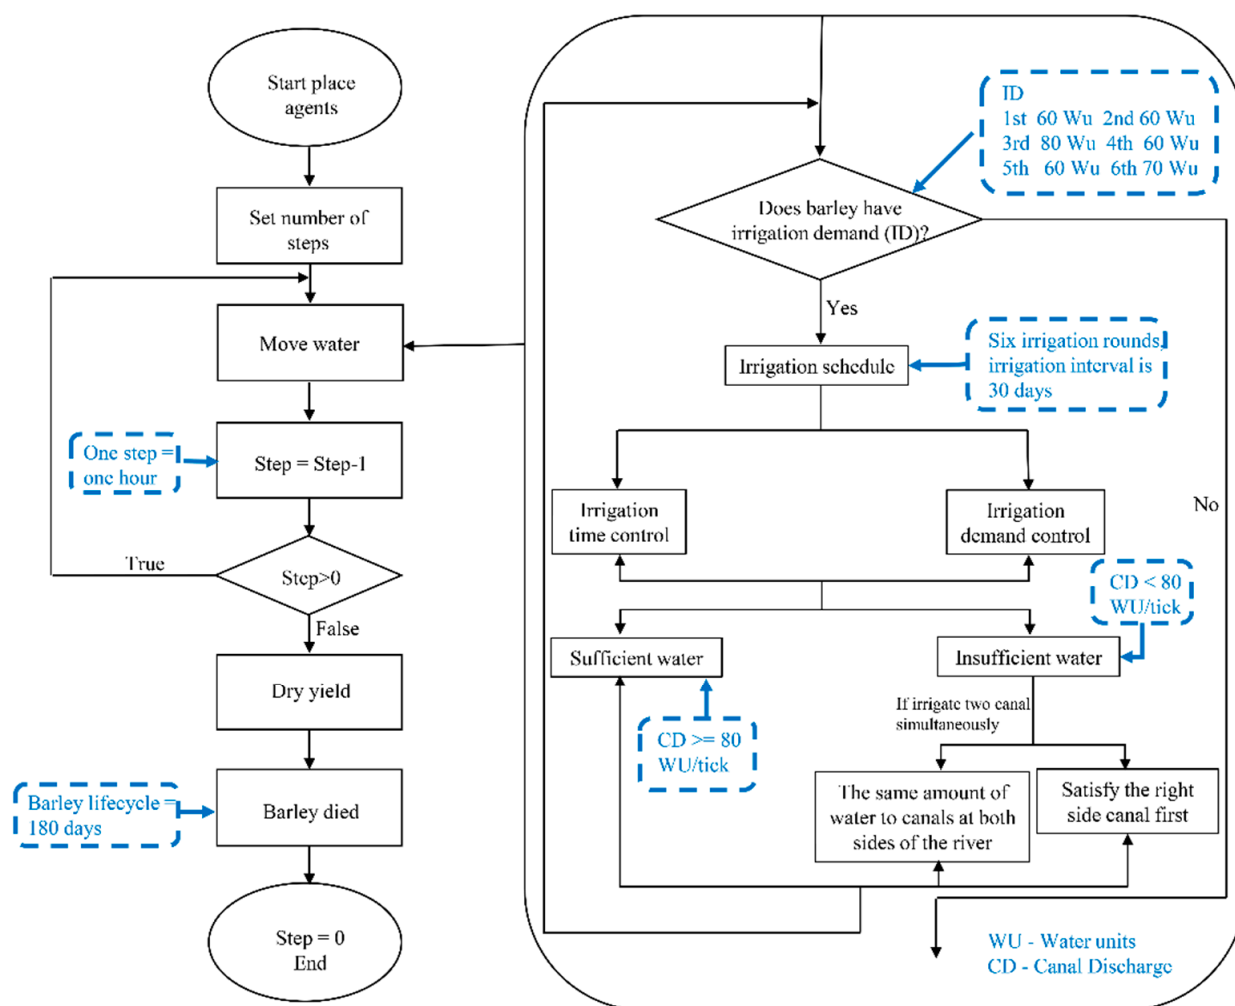 Start place
agents
Set number of
steps
Move water
One step =
one hour
Step = Step-1
True
Step>0
False
Dry yield
Barley lifecycle =
180 days
Barley died
Step = 0
End
ID
1st 60 Wu 2nd 60 Wu
3rd 80 Wu 4th 60 Wu
5th 60 Wu 6th 70 Wu
Does barley have
irrigation demand (ID)?
Yes
No
Irrigation schedule
Six irrigation rounds,
irrigation interval is
30 days
Irrigation
time control
Irrigation
demand control
CD < 80
WU/tick
Sufficient water
Insufficient water
CD >= 80
WU/tick
If irrigate two canal
simultaneously
The same amount of
water to canals at both
sides of the river
Satisfy the right
side canal first
WU - Water units
CD - Canal Discharge